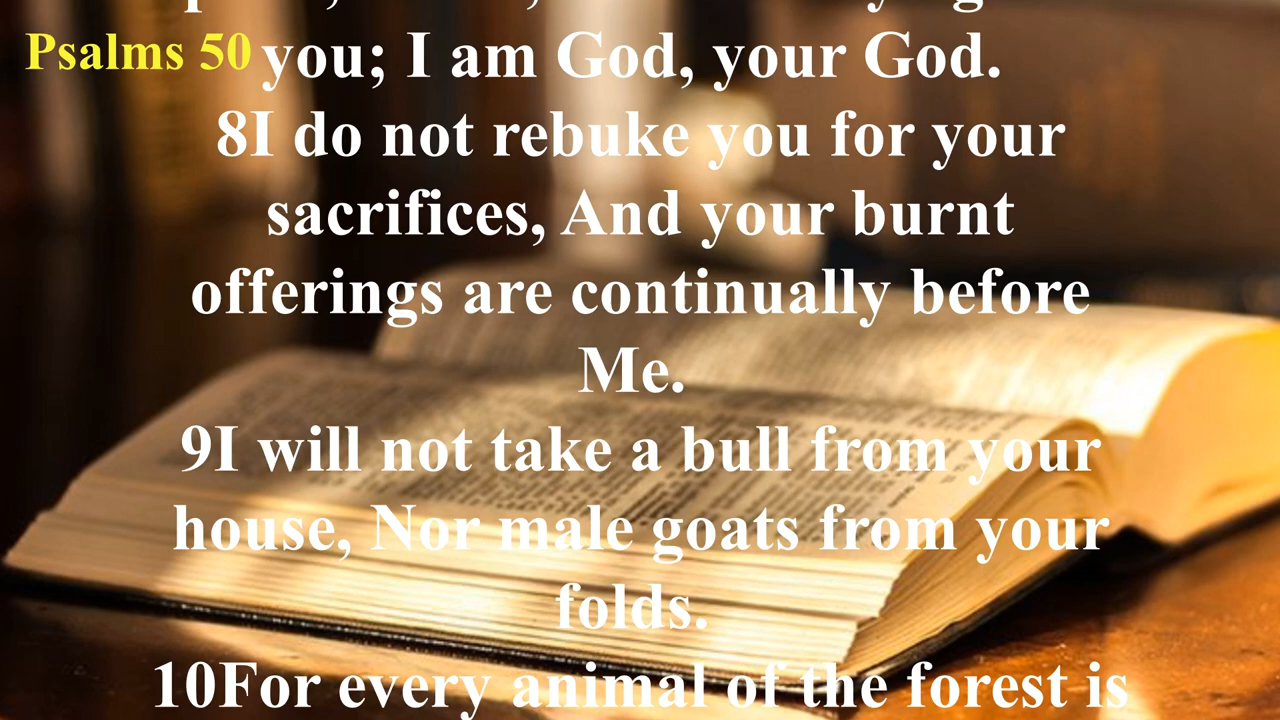 Psalms 50
you; I am God, your God.
8I do not rebuke you for your
sacrifices, And your burnt
offerings are continually before
Me.
9I will not take a bull from your
house, Nor male goats from your
folds.
10For every animal of the forest is